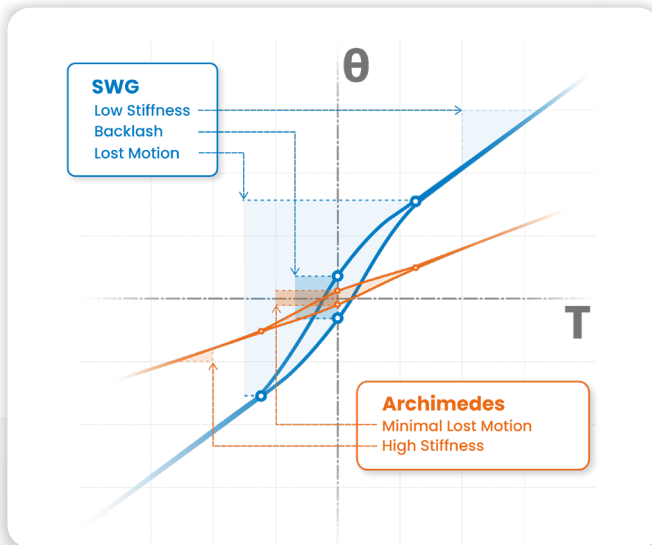 θ
SWG
Low Stiffness
Backlash
Lost Motion
T
Archimedes
Minimal Lost Motion
High Stiffness